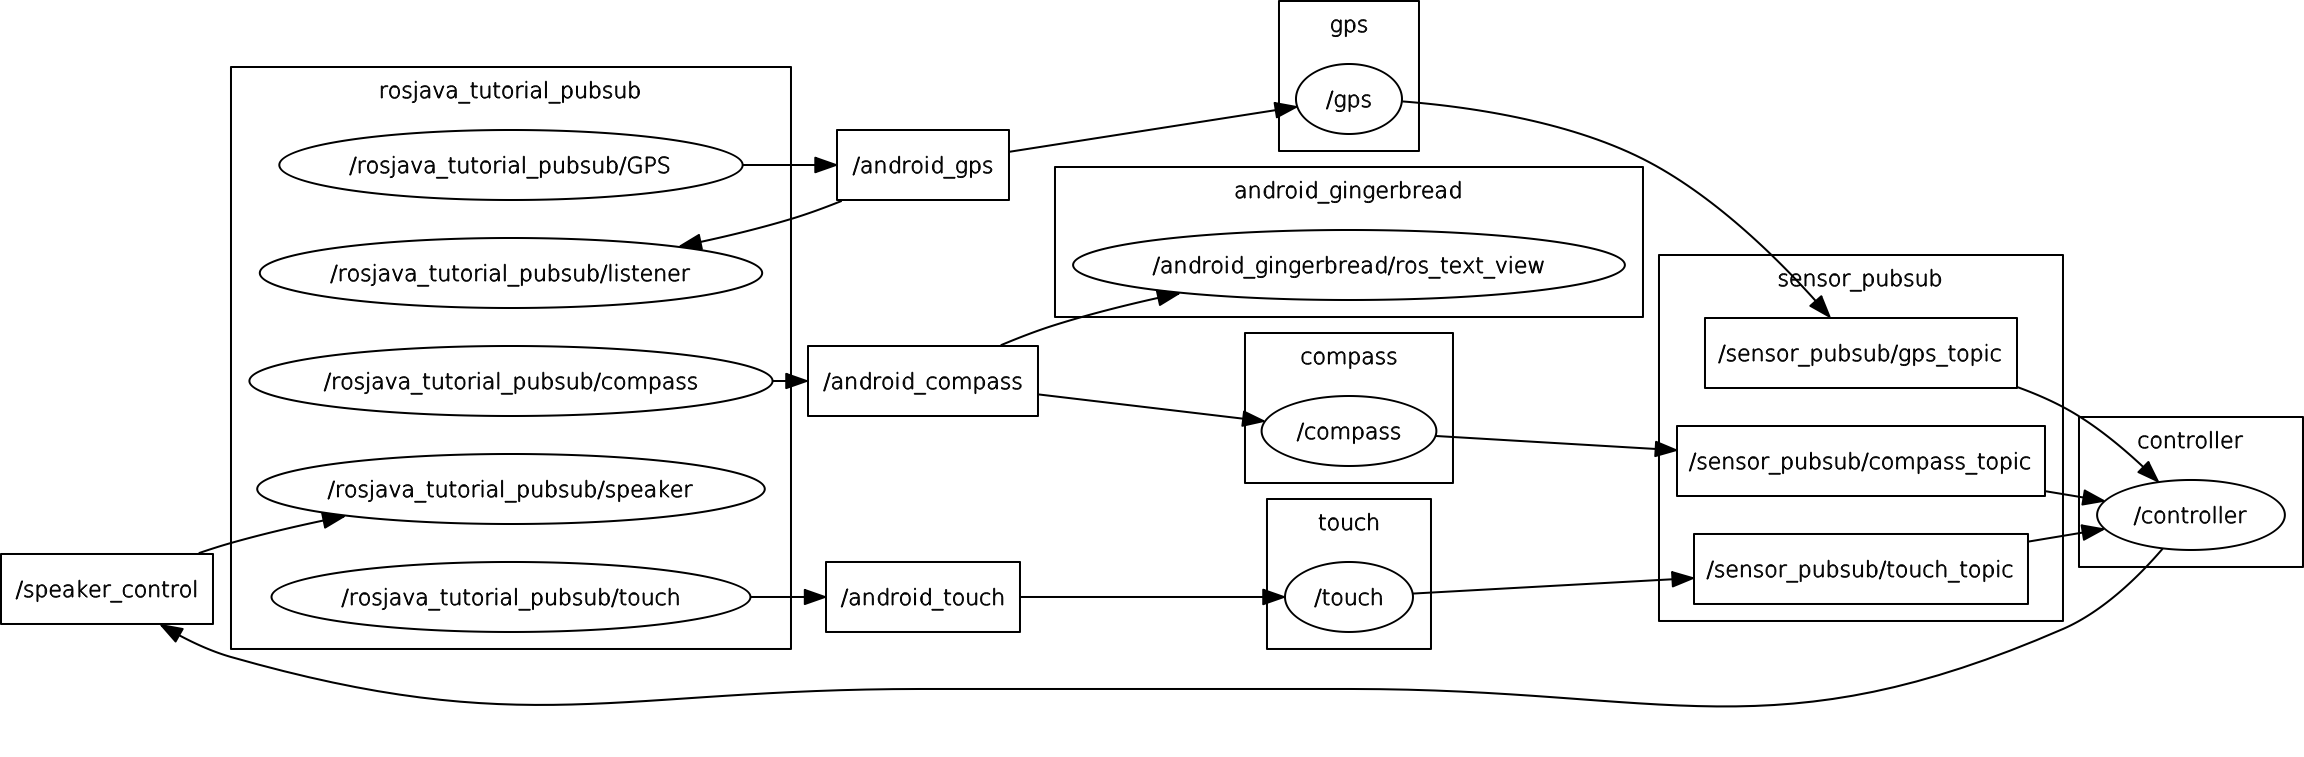 gps
/gps
rosjava_tutorial_pubsub
/rosjava_tutorial_pubsub/GPS
/android_gps
android_gingerbread
/android_gingerbread/ros_text_view
/rosjava_tutorial_pubsub/listener
sensor_pubsub
/sensor_pubsub/gps_topic
compass
/rosjava_tutorial_pubsub/compass
/android_compass
/compass
controller
/sensor_pubsub/compass_topic
/rosjava_tutorial_pubsub/speaker
/controller
touch
/sensor_pubsub/touch_topic
/speaker_control
/rosjava_tutorial_pubsub/touch
/android_touch
/touch